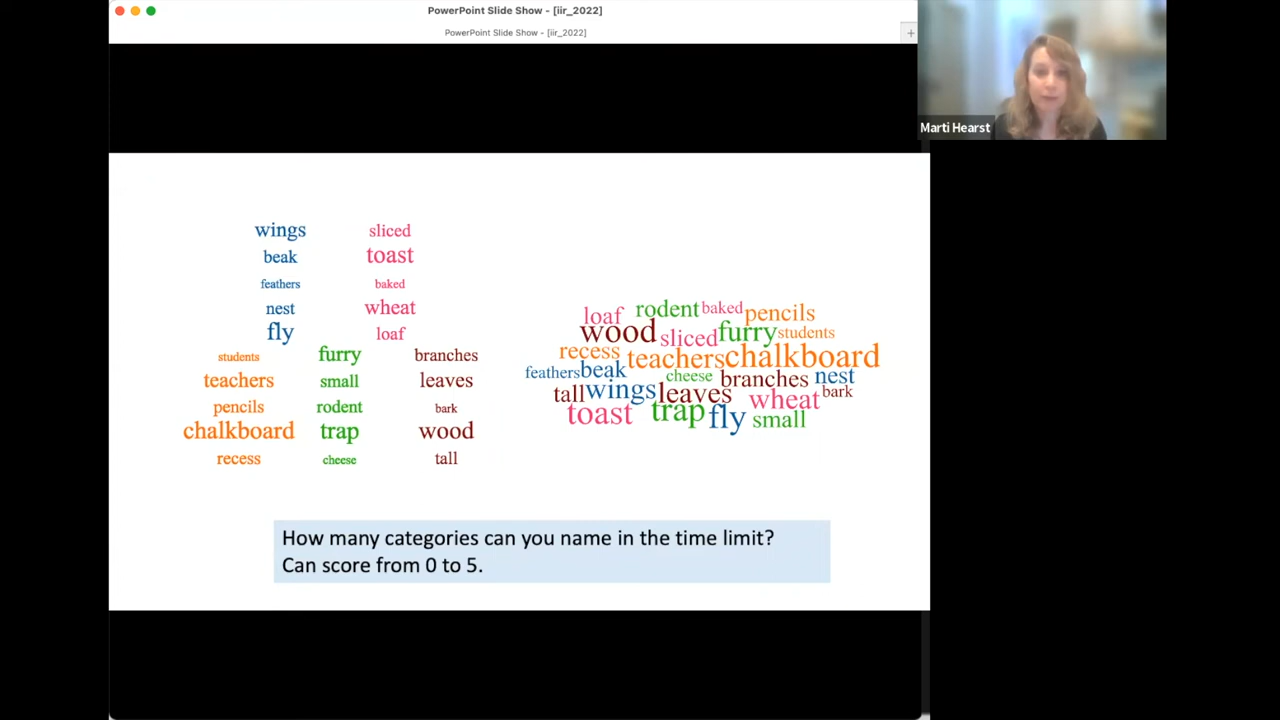 PowerPoint Slide Show - [iir_2022]
PowerPoint Slide Show - [iir_2022]
+
Marti Hearst
wings
beak
feathers
nest
fly
sliced
toast
baked
wheat
loaf
students
teachers
pencils
chalkboard
recess
furry
small
rodent
trap
cheese
branches
leaves
bark
wood
tall
loaf rodent baked pencils
wood sliced furry students
recess teachers chalkboard
feathers beak cheese branches nest
tall wings leaves wheat bark
toast trap fly small
How many categories can you name in the time limit?
Can score from 0 to 5.